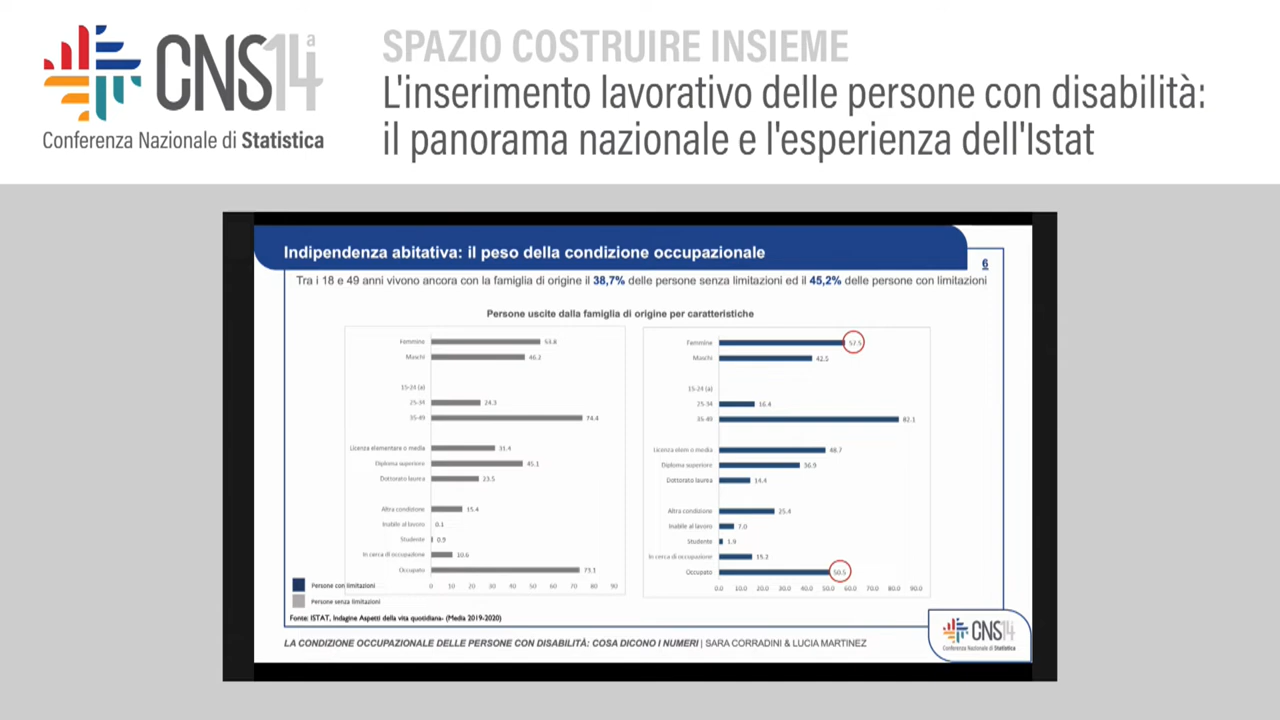 CNS14ª
Conferenza Nazionale di Statistica
SPAZIO COSTRUIRE INSIEME
L'inserimento lavorativo delle persone con disabilità:
il panorama nazionale e l'esperienza dell'Istat
Indipendenza abitativa: il peso della condizione occupazionale
6
Tra i 18 e 49 anni vivono ancora con la famiglia di origine il 38,7% delle persone senza limitazioni ed il 45,2% delle persone con limitazioni
Persone uscite dalla famiglia di origine per caratteristiche
Femmine 53.8
Maschi 46.2
15-24 (a)
25-34 24.3
35-49 74.4
Licenza elementare o media 31.4
Diploma superiore 45.1
Dottorato laurea 23.5
Altra condizione 15.4
Inabile al lavoro 0.1
Studente 0.9
In cerca di occupazione 10.6
Occupato 73.1
0 10 20 30 40 50 60 70 80 90
Femmine 57.5
Maschi 42.5
15-24 (a)
25-34 16.4
35-49 82.1
Licenza elem o media 48.7
Diploma superiore 36.9
Dottorato laurea 14.4
Altra condizione 25.4
Inabile al lavoro 7.0
Studente 1.9
In cerca di occupazione 15.2
Occupato 50.5
0.0 10.0 20.0 30.0 40.0 50.0 60.0 70.0 80.0 90.0
Persone con limitazioni
Persone senza limitazioni
Fonte: ISTAT, Indagine Aspetti della vita quotidiana- (Media 2019-2020)
LA CONDIZIONE OCCUPAZIONALE DELLE PERSONE CON DISABILITÀ: COSA DICONO I NUMERI | SARA CORRADINI & LUCIA MARTINEZ
CNS14
Conferenza Nazionale di Statistica